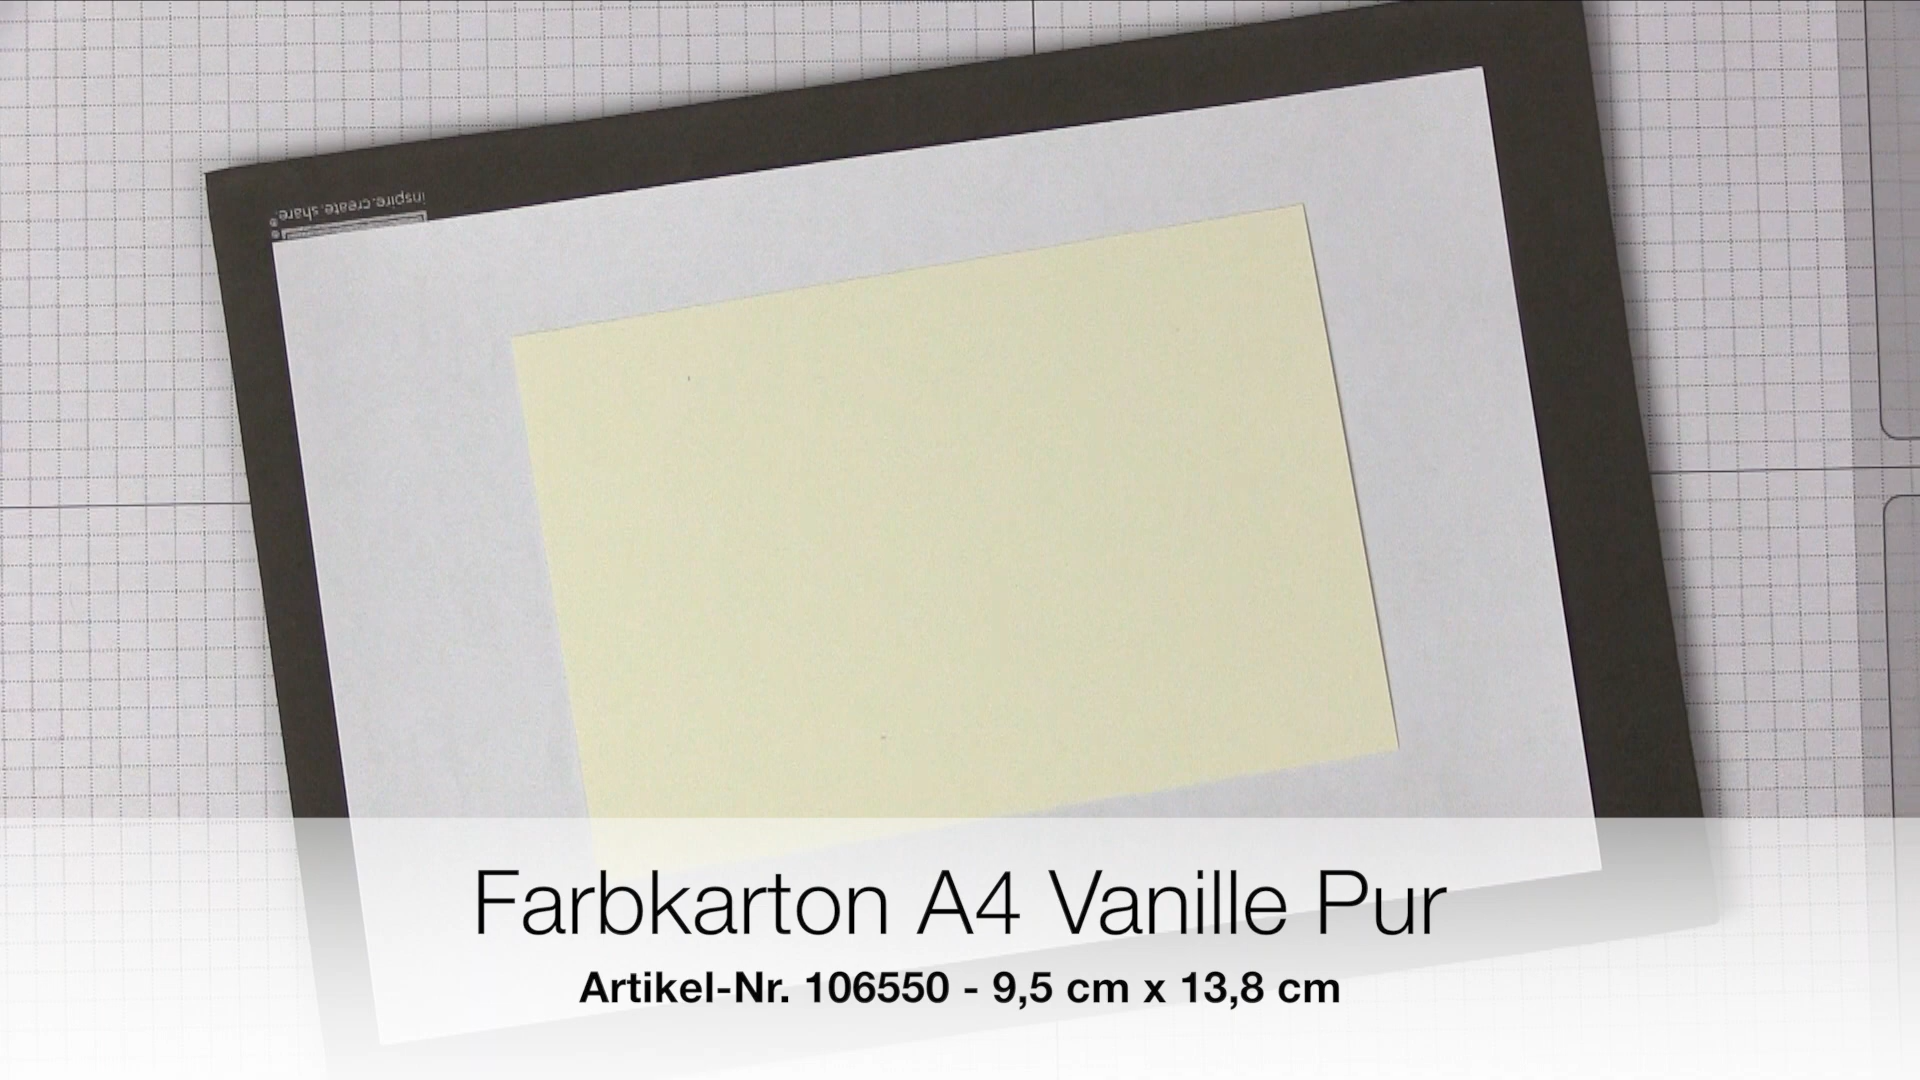 inspire.create.share.
Farbkarton A4 Vanille Pur
Artikel-Nr. 106550 - 9,5 cm x 13,8 cm